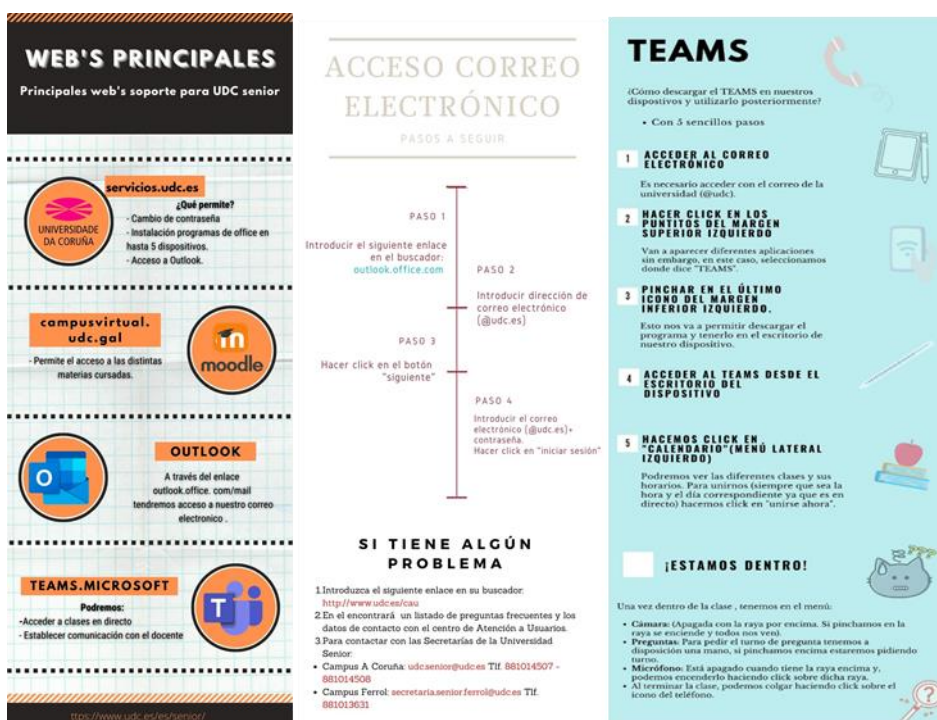 WEB'S PRINCIPALES
Principales web's soporte para UDC senior
servicios.udc.es
¿Qué permite?
- Cambio de contraseña
- Instalación programas de office en
hasta 5 dispositivos.
- Acceso a Outlook.
UNIVERSIDADE
DA CORUÑA
campusvirtual.
udc.gal
- Permite el acceso a las distintas
materias cursadas.
moodle
OUTLOOK
A través del enlace
outlook.office. com/mail
tendremos acceso a nuestro correo
electronico .
TEAMS.MICROSOFT
Podremos:
-Acceder a clases en directo
- Establecer comunicación con el docente
ttps://www.udc.es/es/senior/
ACCESO CORREO
ELECTRÓNICO
PASOS A SEGUIR
PASO 1
Introducir el siguiente enlace
en el buscador:
outlook.office.com
PASO 2
Introducir dirección de
correo electrónico
(@udc.es)
PASO 3
Hacer click en el botón
"siguiente"
PASO 4
Introducir el correo
electrónico (@udc.es)+
contraseña.
Hacer click en "iniciar sesión"
SI TIENE ALGÚN
PROBLEMA
1.Introduzca el siguiente enlace en su buscador:
http://www.udc.es/cau
2.En el encontrará un listado de preguntas frecuentes y los
datos de contacto con el centro de Atención a Usuarios.
3.Para contactar con las Secretarías de la Universidad
Senior:
• Campus A Coruña: udcsenior@udc.es Tlf. 881014507 -
881014508
• Campus Ferrol: secretaria.senior.ferrol@udc.es Tlf.
881013631
TEAMS
¿Cómo descargar el TEAMS en nuestros
dispostivos y utilizarlo posteriormente?
• Con 5 sencillos pasos
1 ACCEDER AL CORREO
ELECTRÓNICO
Es necesario acceder con el correo de la
universidad (@udc).
2 HACER CLICK EN LOS
PUNTITOS DEL MARGEN
SUPERIOR IZQUIERDO
Van a aparecer diferentes aplicaciones
sin embargo, en este caso, seleccionamos
donde dice "TEAMS".
3 PINCHAR EN EL ÚLTIMO
ICONO DEL MARGEN
INFERIOR IZQUIERDO.
Esto nos va a permitir descargar el
programa y tenerlo en el escritorio de
nuestro dispositivo.
4 ACCEDER AL TEAMS DESDE EL
ESCRITORIO DEL
DISPOSITIVO
5 HACEMOS CLICK EN
"CALENDARIO"(MENÚ LATERAL
IZQUIERDO)
Podremos ver las diferentes clases y sus
horarios. Para unirnos (siempre que sea la
hora y el día correspondiente ya que es en
directo) hacemos click en "unirse ahora".
¡ESTAMOS DENTRO!
Una vez dentro de la clase , tenemos en el menú:
• Cámara: (Apagada con la raya por encima. Si pinchamos en la
raya se enciende y todos nos ven).
• Preguntas: Para pedir el turno de pregunta tenemos a
disposición una mano, si pinchamos encima estaremos pidiendo
turno.
• Micrófono: Está apagado cuando tiene la raya encima y,
podemos encenderlo haciendo click sobre dicha raya.
• Al terminar la clase, podemos colgar haciendo click sobre el
icono del teléfono.